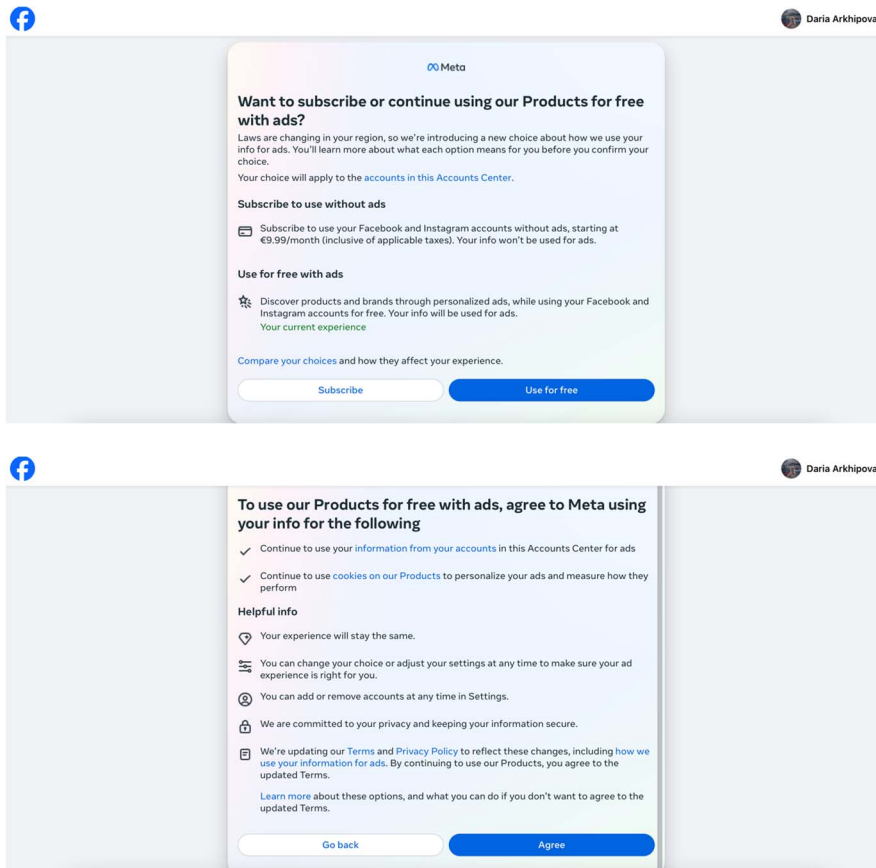 Daria Arkhipova
Meta
Want to subscribe or continue using our Products for free
with ads?
Laws are changing in your region, so we're introducing a new choice about how we use your
info for ads. You'll learn more about what each option means for you before you confirm your
choice.
Your choice will apply to the accounts in this Accounts Center.
Subscribe to use without ads
Subscribe to use your Facebook and Instagram accounts without ads, starting at
€9.99/month (inclusive of applicable taxes). Your info won't be used for ads.
Use for free with ads
Discover products and brands through personalized ads, while using your Facebook and
Instagram accounts for free. Your info will be used for ads.
Your current experience
Compare your choices and how they affect your experience.
Subscribe
Use for free
Daria Arkhipova
To use our Products for free with ads, agree to Meta using
your info for the following
Continue to use your information from your accounts in this Accounts Center for ads
Continue to use cookies on our Products to personalize your ads and measure how they
perform
Helpful info
Your experience will stay the same.
You can change your choice or adjust your settings at any time to make sure your ad
experience is right for you.
You can add or remove accounts at any time in Settings.
We are committed to your privacy and keeping your information secure.
We're updating our Terms and Privacy Policy to reflect these changes, including how we
use your information for ads. By continuing to use our Products, you agree to the
updated Terms.
Learn more about these options, and what you can do if you don't want to agree to the
updated Terms.
Go back
Agree